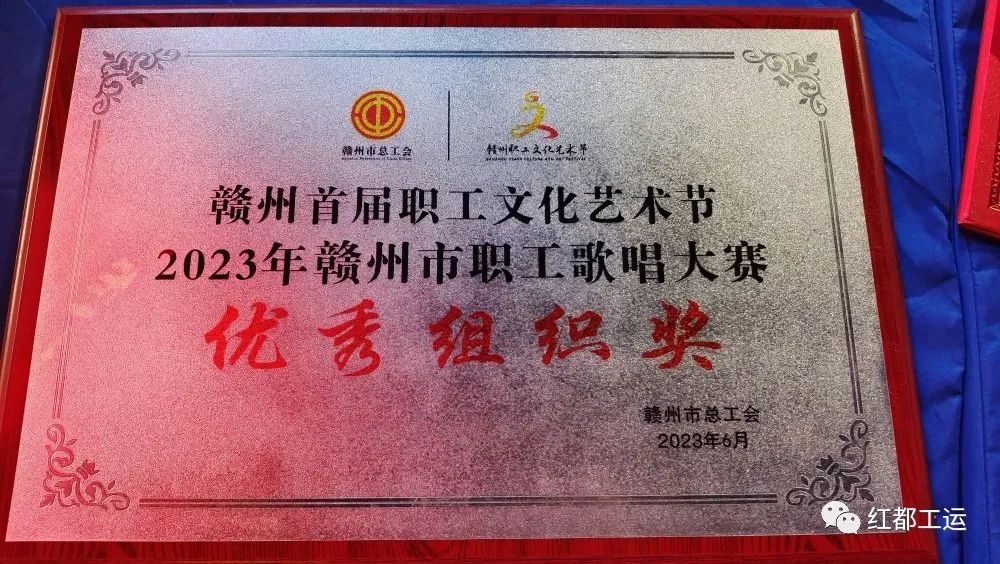 赣州市总工会
赣州职工文化艺术节
赣州首届职工文化艺术节
2023年赣州市职工歌唱大赛
优秀组织奖
赣州市总工会
2023年6月
红都工运